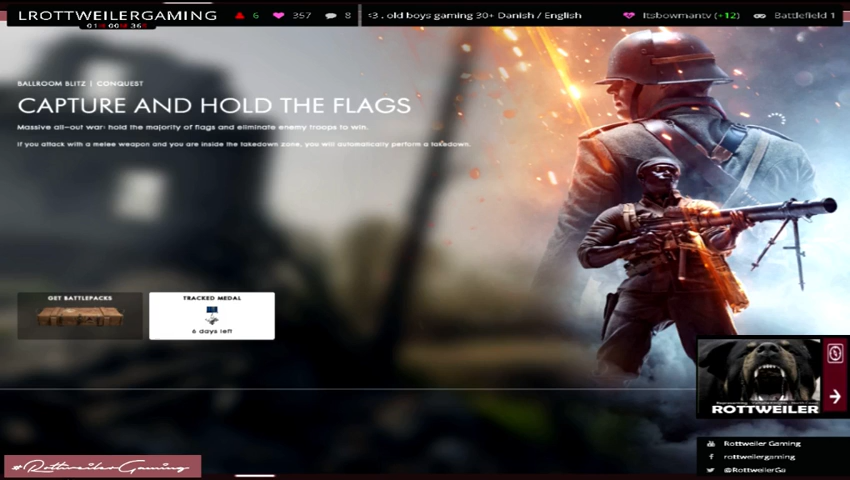 LROTTWEILERGAMING
6
357
8
<3 . old boys gaming 30+ Danish / English
Itsbowmantv (+12)
Battlefield 1
BALLROOM BLITZ | CONQUEST
CAPTURE AND HOLD THE FLAGS
Massive all-out war: hold the majority of flags and eliminate enemy troops to win.
If you attack with a melee weapon and you are inside the takedown zone, you will automatically perform a takedown.
GET BATTLEPACKS
TRACKED MEDAL
6 days left
ROTTWEILER
Rottweiler Gaming
rottweilergaming
@RottweilerGa
#RottweilerGaming